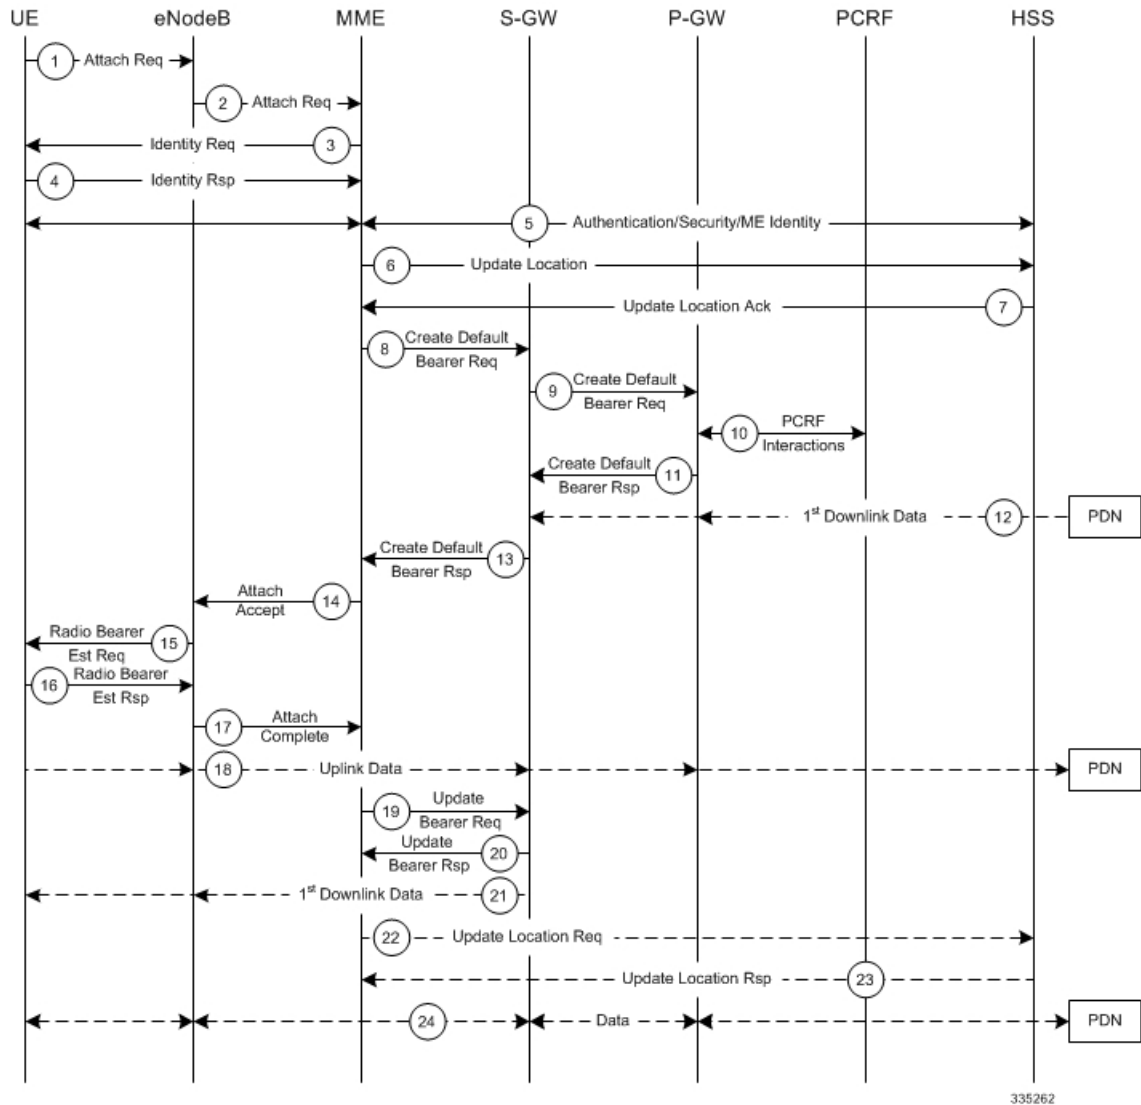 UE eNodeB MME S-GW P-GW PCRF HSS
1 Attach Req
2 Attach Req
Identity Req 3
4 Identity Rsp
5 Authentication/Security/ME Identity
6 Update Location
Update Location Ack 7
8 Create Default
Bearer Req
9 Create Default
Bearer Req
10 PCRF
Interactions
Create Default 11
Bearer Rsp
1st Downlink Data 12 PDN
Create Default 13
Bearer Rsp
Attach 14
Accept
Radio Bearer 15
Est Req
16 Radio Bearer
Est Rsp
17 Attach
Complete
18 Uplink Data PDN
19 Update
Bearer Req
Update 20
Bearer Rsp
1st Downlink Data 21
22 Update Location Req
Update Location Rsp 23
24 Data PDN
335262